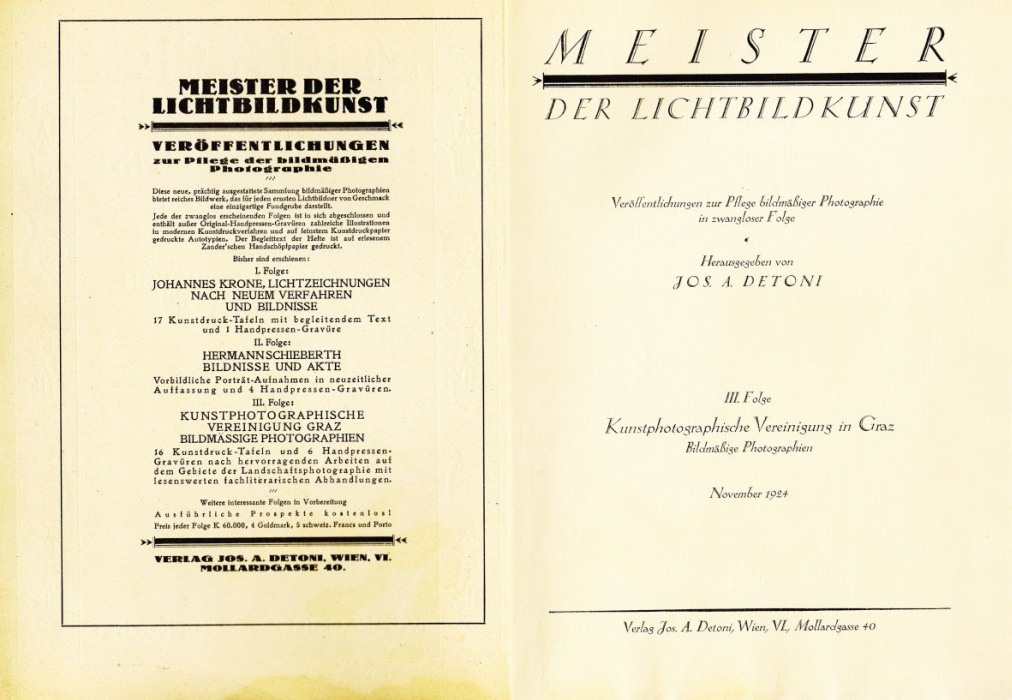 MEISTER DER
LICHTBILDKUNST
VERÖFFENTLICHUNGEN
zur Pflege der bildmäßigen
Photographie
Diese neue, prächtig ausgestattete Sammlung bildmäßiger Photographien
bietet reiches Bildwerk, das für jeden ernsten Lichtbildner von Geschmack
eine einzigartige Fundgrube darstellt.
Jede der zwanglos erscheinenden Folgen ist in sich abgeschlossen und
enthält außer Original-Handpressen-Gravüren zahlreiche Illustrationen
in modernen Kunstdruckverfahren und auf feinstem Kunstdruckpapier
gedruckte Autotypien. Der Begleittext der Hefte ist auf erlesenem
Zander'schen Handschöpfpapier gedruckt.
Bisher sind erschienen:
I. Folge:
JOHANNES KRONE, LICHTZEICHNUNGEN
NACH NEUEM VERFAHREN
UND BILDNISSE
17 Kunstdruck-Tafeln mit begleitendem Text
und 1 Handpressen-Gravüre
II. Folge:
HERMANN SCHIEBERTH
BILDNISSE UND AKTE
Vorbildliche Porträt-Aufnahmen in neuzeitlicher
Auffassung und 4 Handpressen-Gravüren.
III. Folge:
KUNSTPHOTOGRAPHISCHE
VEREINIGUNG GRAZ
BILDMÄSSIGE PHOTOGRAPHIEN
16 Kunstdruck-Tafeln und 6 Handpressen-
Gravüren nach hervorragenden Arbeiten auf
dem Gebiete der Landschaftsphotographie mit
lesenswerten fachliterarischen Abhandlungen.
Weitere interessante Folgen in Vorbereitung
Ausführliche Prospekte kostenlos!
Preis jeder Folge K 60.000, 4 Goldmark, 5 schweiz. Francs und Porto
VERLAG JOS. A. DETONI, WIEN, VI.
MOLLARDGASSE 40.
MEISTER
DER LICHTBILDKUNST
Veröffentlichungen zur Pflege bildmäßiger Photographie
in zwangloser Folge
Herausgegeben von
JOS. A. DETONI
III. Folge
Kunstphotographische Vereinigung in Graz
Bildmäßige Photographien
November 1924
Verlag Jos. A. Detoni, Wien, VI., Mollardgasse 40